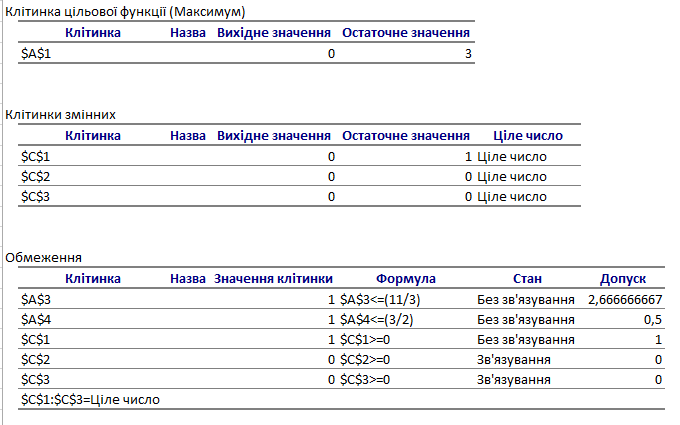 Клітинка цільової функції (Максимум)
Клітинка Назва Вихідне значення Остаточне значення
$A$1 0 3
Клітинки змінних
Клітинка Назва Вихідне значення Остаточне значення Ціле число
$C$1 0 1 Ціле число
$C$2 0 0 Ціле число
$C$3 0 0 Ціле число
Обмеження
Клітинка Назва Значення клітинки Формула Стан Допуск
$A$3 1 $A$3<=(11/3) Без зв'язування 2,666666667
$A$4 1 $A$4<=(3/2) Без зв'язування 0,5
$C$1 1 $C$1>=0 Без зв'язування 1
$C$2 0 $C$2>=0 Зв'язування 0
$C$3 0 $C$3>=0 Зв'язування 0
$C$1:$C$3=Ціле число